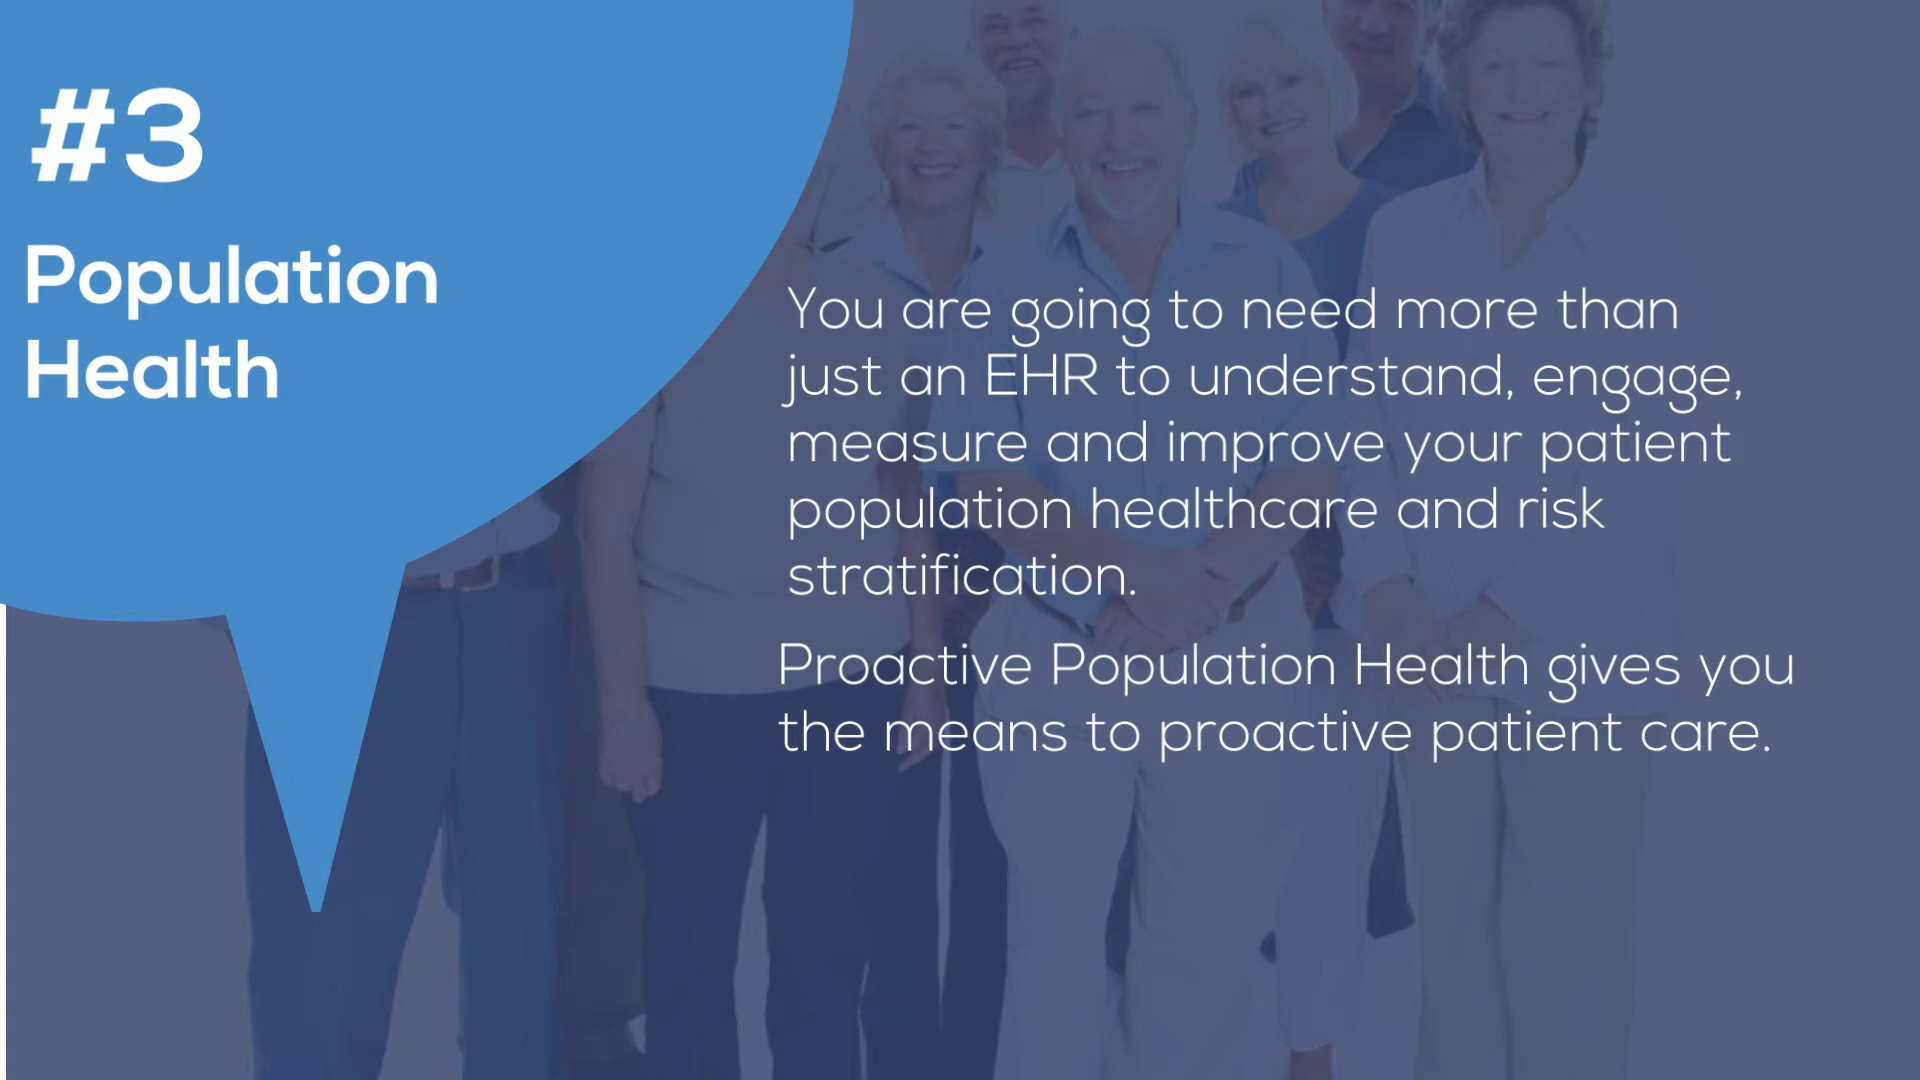 #3
Population
Health
You are going to need more than
just an EHR to understand, engage,
measure and improve your patient
population healthcare and risk
stratification.
Proactive Population Health gives you
the means to proactive patient care.